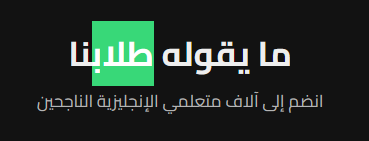 ما يقوله طلابنا
انضم إلى آلاف متعلمي الإنجليزية الناجحين